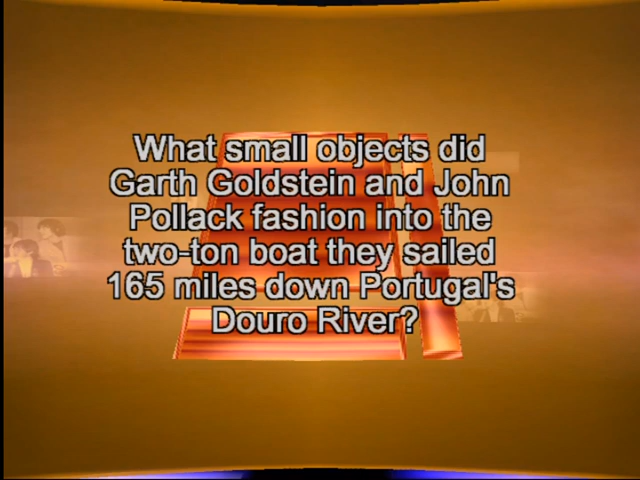 What small objects did
Garth Goldstein and John
Pollack fashion into the
two-ton boat they sailed
165 miles down Portugal's
Douro River?